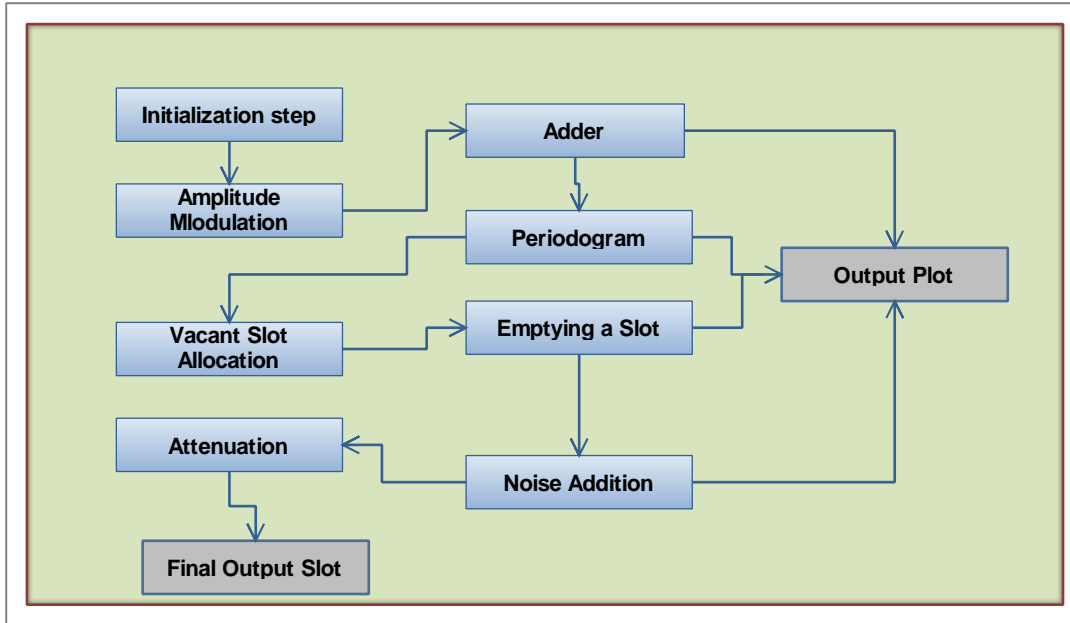 Initialization step
Adder
Amplitude
Mlodulation
Periodogram
Output Plot
Vacant Slot
Allocation
Emptying a Slot
Attenuation
Noise Addition
Final Output Slot